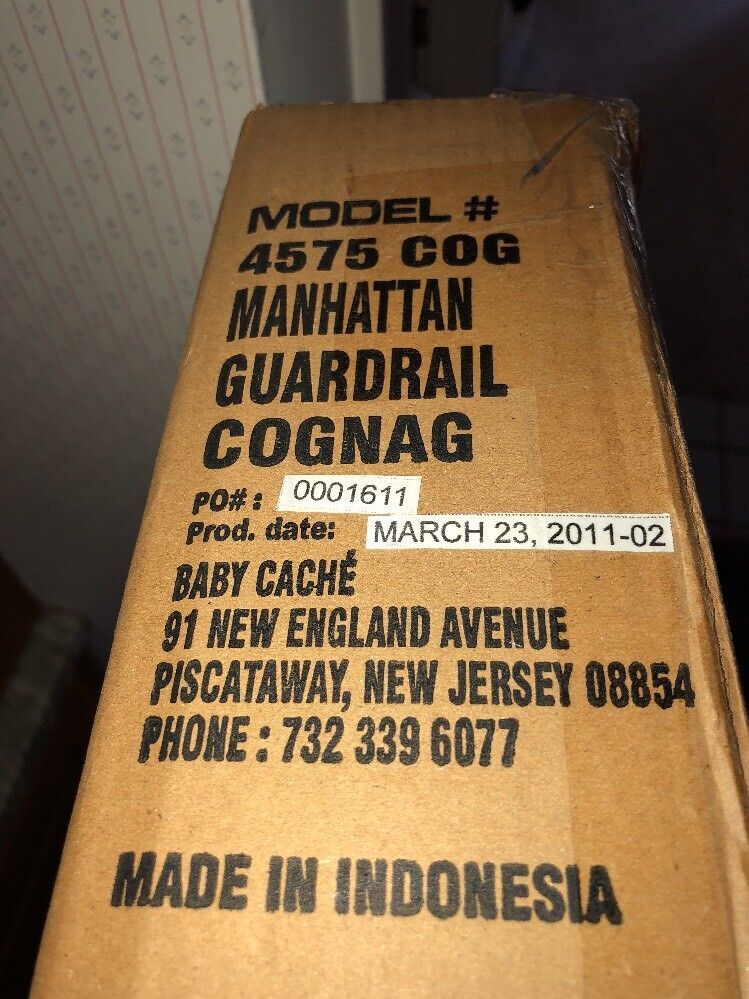 MODEL #
4575 COG
MANHATTAN
GUARDRAIL
COGNAG
PO# : 0001611
Prod. date: MARCH 23, 2011-02
BABY CACHÉ
91 NEW ENGLAND AVENUE
PISCATAWAY, NEW JERSEY 08854
PHONE : 732 339 6077
MADE IN INDONESIA